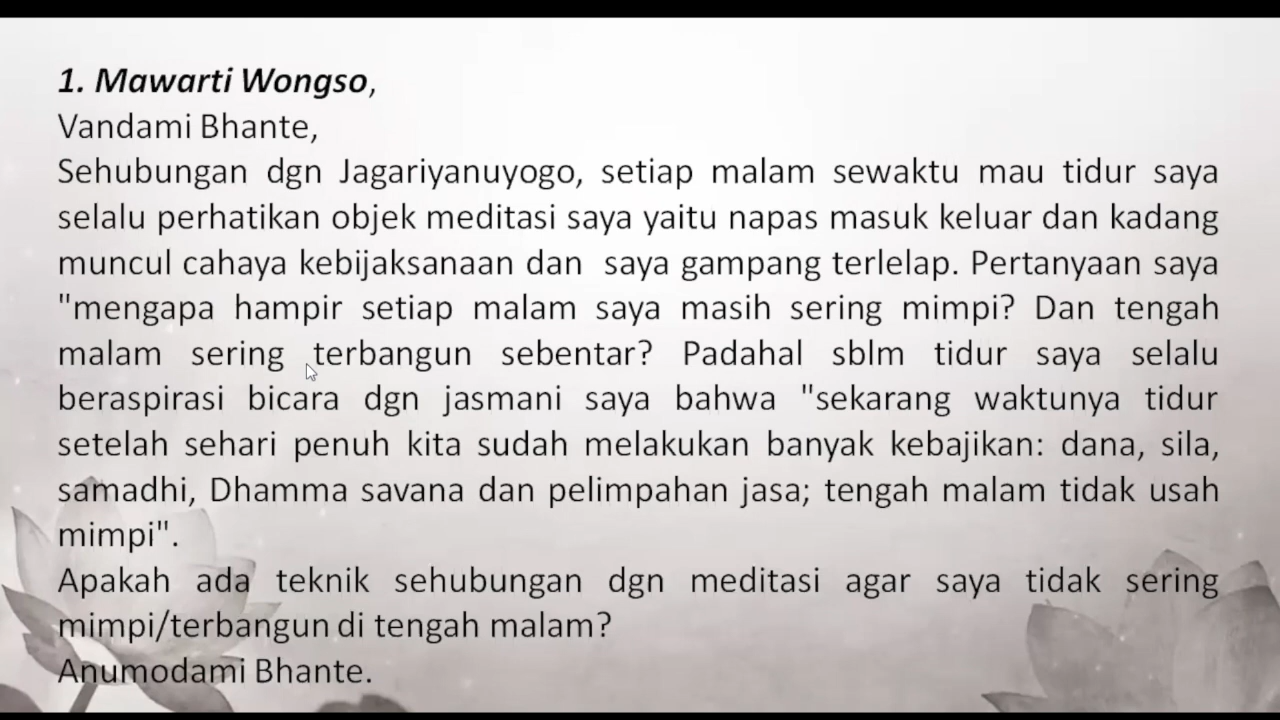 1. Mawarti Wongso,
Vandami Bhante,
Sehubungan dgn Jagariyanuyogo, setiap malam sewaktu mau tidur saya
selalu perhatikan objek meditasi saya yaitu napas masuk keluar dan kadang
muncul cahaya kebijaksanaan dan saya gampang terlelap. Pertanyaan saya
"mengapa hampir setiap malam saya masih sering mimpi? Dan tengah
malam sering terbangun sebentar? Padahal sblm tidur saya selalu
beraspirasi bicara dgn jasmani saya bahwa "sekarang waktunya tidur
setelah sehari penuh kita sudah melakukan banyak kebajikan: dana, sila,
samadhi, Dhamma savana dan pelimpahan jasa; tengah malam tidak usah
mimpi".
Apakah ada teknik sehubungan dgn meditasi agar saya tidak sering
mimpi/terbangun di tengah malam?
Anumodami Bhante.